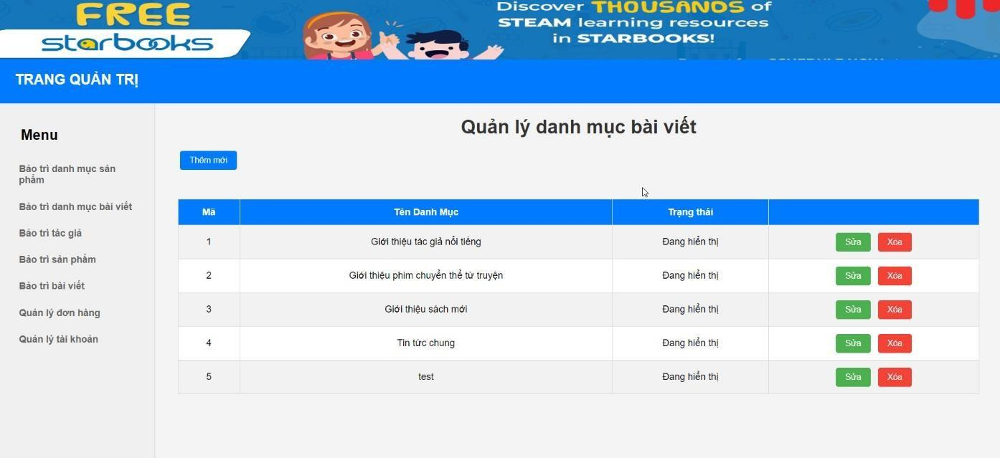 FREE
starbooks
Discover THOUSANDS of
STEAM learning resources
in STARBOOKS!
TRANG QUẢN TRỊ
Menu
Bảo trì danh mục sản
phẩm
Bảo trì danh mục bài viết
Bảo trì tác giả
Bảo trì sản phẩm
Bảo trì bài viết
Quản lý đơn hàng
Quản lý tài khoản
Quản lý danh mục bài viết
Thêm mới
Mã Tên Danh Mục Trạng thái
1 Giới thiệu tác giả nổi tiếng Đang hiển thị Sửa Xóa
2 Giới thiệu phim chuyển thể từ truyện Đang hiển thị Sửa Xóa
3 Giới thiệu sách mới Đang hiển thị Sửa Xóa
4 Tin tức chung Đang hiển thị Sửa Xóa
5 test Đang hiển thị Sửa Xóa